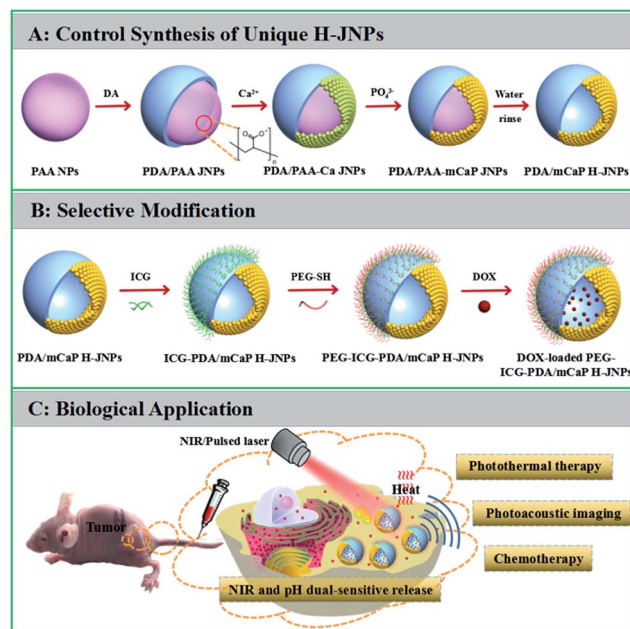 A: Control Synthesis of Unique H-JNPs
DA
Ca²⁺
PO₄³⁻
Water
rinse
O
O⁻
n
PAA NPs
PDA/PAA JNPs
PDA/PAA-Ca JNPs
PDA/PAA-mCaP JNPs
PDA/mCaP H-JNPs
B: Selective Modification
ICG
PEG-SH
DOX
PDA/mCaP H-JNPs
ICG-PDA/mCaP H-JNPs
PEG-ICG-PDA/mCaP H-JNPs
DOX-loaded PEG-
ICG-PDA/mCaP H-JNPs
C: Biological Application
NIR/Pulsed laser
Heat
Photothermal therapy
Tumor
Photoacoustic imaging
Chemotherapy
NIR and pH dual-sensitive release